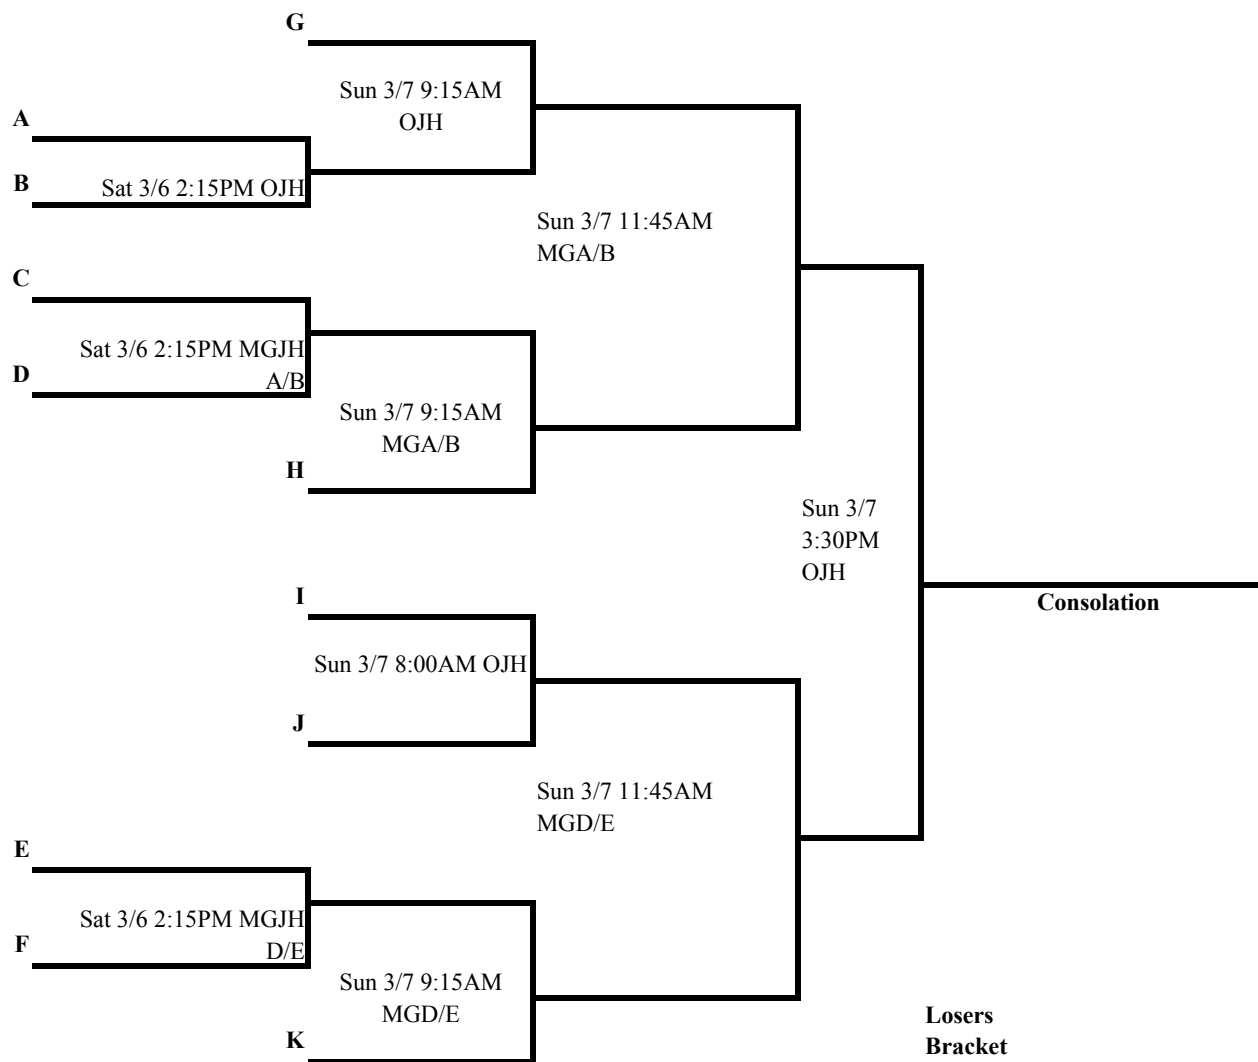 G
Sun 3/7 9:15AM
OJH
A
B
Sat 3/6 2:15PM OJH
Sun 3/7 11:45AM
MGA/B
C
Sat 3/6 2:15PM MGJH
D
A/B
Sun 3/7 9:15AM
MGA/B
H
Sun 3/7
3:30PM
OJH
I
Consolation
Sun 3/7 8:00AM OJH
J
Sun 3/7 11:45AM
MGD/E
E
Sat 3/6 2:15PM MGJH
F
D/E
Sun 3/7 9:15AM
MGD/E
K
Losers
Bracket